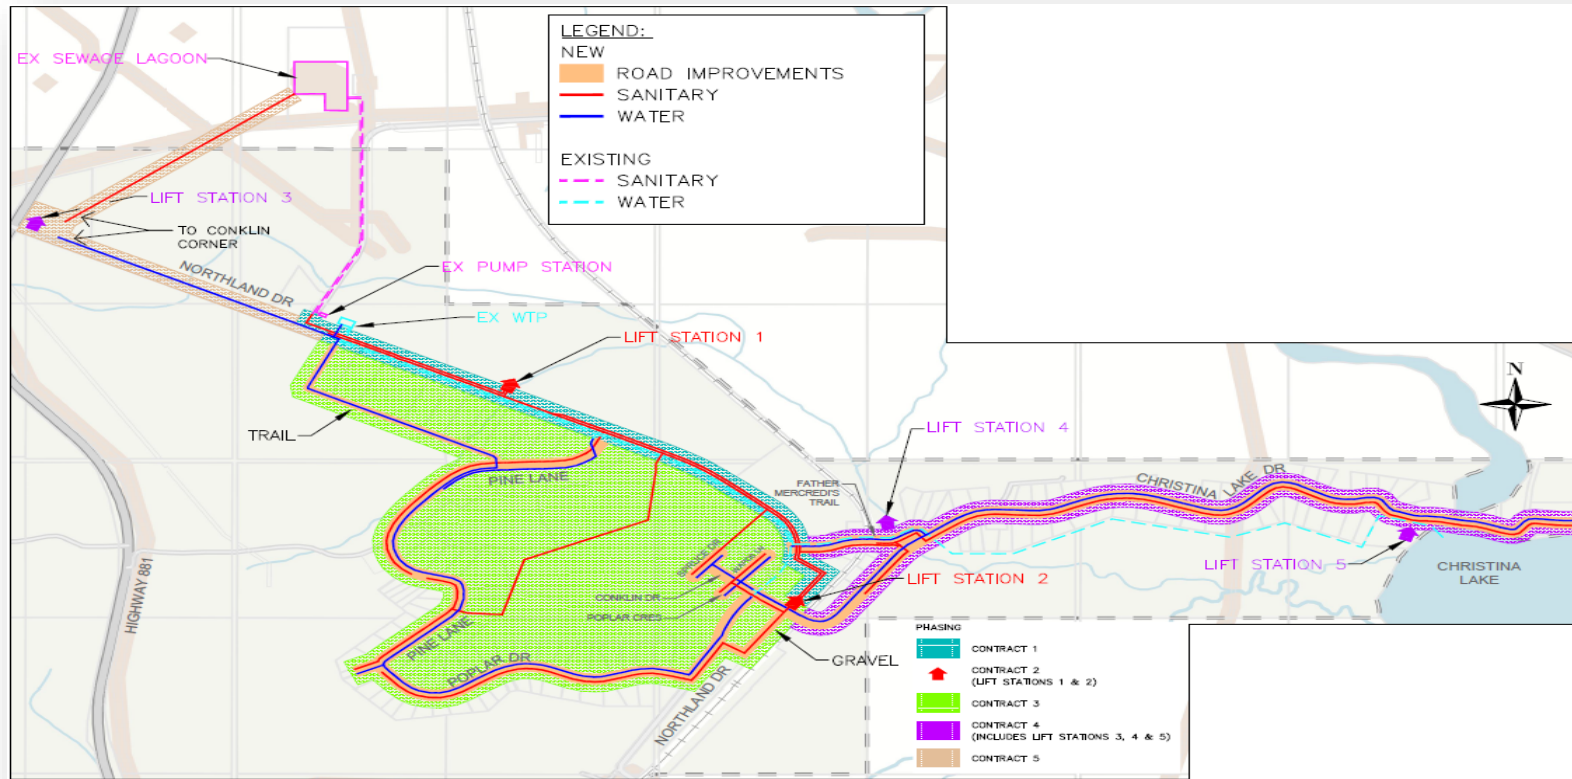 LEGEND:
NEW
ROAD IMPROVEMENTS
SANITARY
WATER
EXISTING
SANITARY
WATER
EX SEWAGE LAGOON
LIFT STATION 3
TO CONKLIN
CORNER
NORTHLAND DR
EX PUMP STATION
EX WTP
LIFT STATION 1
TRAIL
PINE LANE
FATHER
MERCREDI'S
TRAIL
LIFT STATION 4
CHRISTINA LAKE DR
N
LIFT STATION 5
CHRISTINA
LAKE
HIGHWAY 881
SPRUCE DR
CONKLIN DR
POPLAR CRES
LIFT STATION 2
PINE LANE
POPLAR DR
GRAVEL
NORTHLAND DR
PHASING
CONTRACT 1
CONTRACT 2
(LIFT STATIONS 1 & 2)
CONTRACT 3
CONTRACT 4
(INCLUDES LIFT STATIONS 3, 4 & 5)
CONTRACT 5